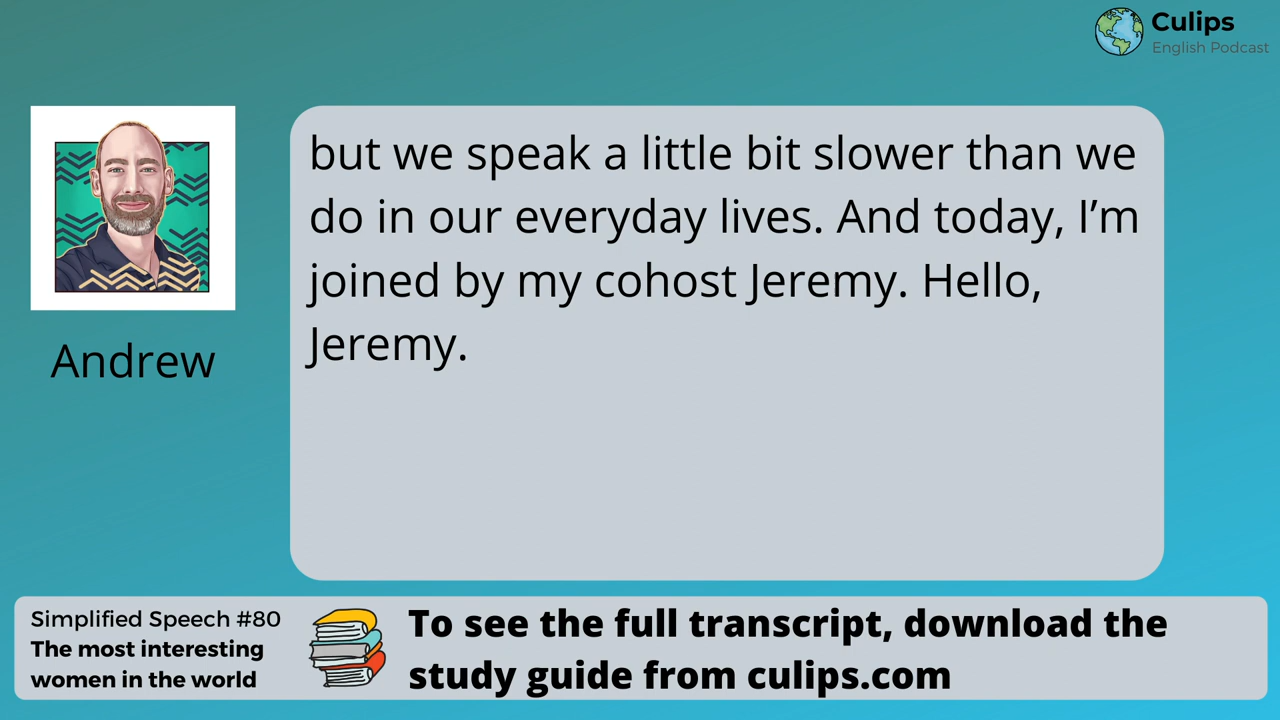 Culips
English Podcast
but we speak a little bit slower than we
do in our everyday lives. And today, I’m
joined by my cohost Jeremy. Hello,
Jeremy.
Andrew
Simplified Speech #80
The most interesting
women in the world
To see the full transcript, download the
study guide from culips.com